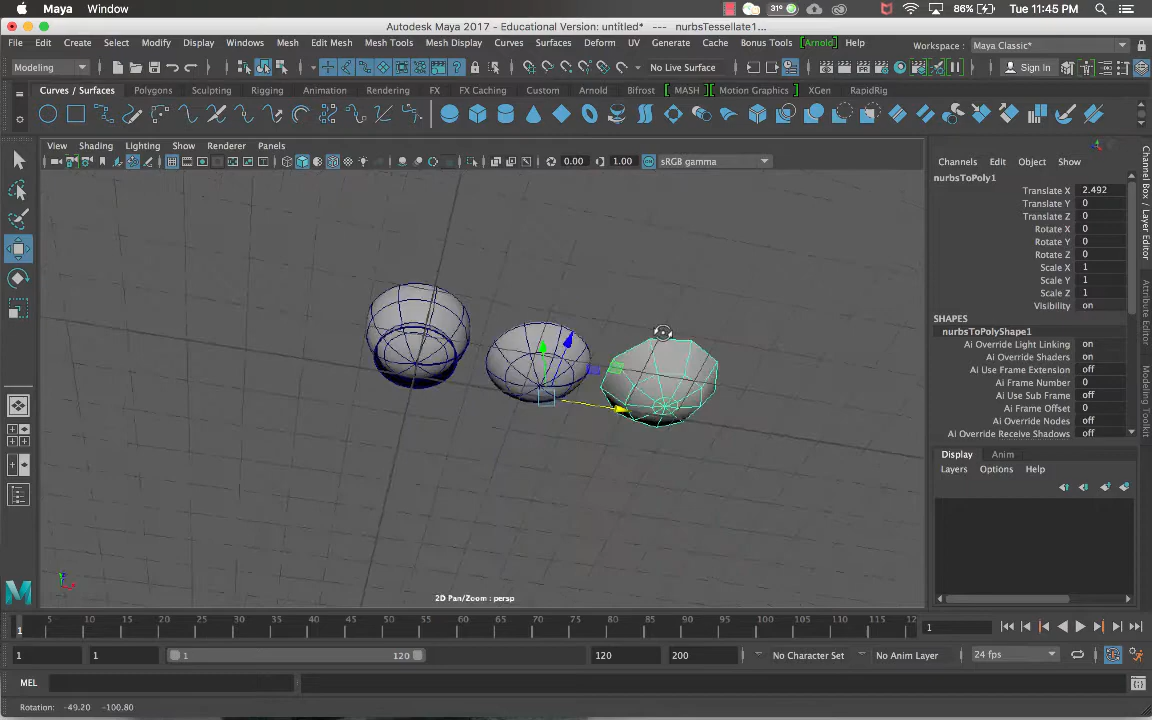 Maya Window 31° 86% Tue 11:45 PM
Autodesk Maya 2017 - Educational Version: untitled* --- nurbsTessellate1...
File Edit Create Select Modify Display Windows Mesh Edit Mesh Mesh Tools Mesh Display Curves Surfaces Deform UV Generate Cache Bonus Tools [Arnold] Help Workspace : Maya Classic*
Modeling No Live Surface Sign In
Curves / Surfaces Polygons Sculpting Rigging Animation Rendering FX FX Caching Custom Arnold Bifrost MASH Motion Graphics XGen RapidRig
View Shading Lighting Show Renderer Panels
0.00 1.00 sRGB gamma
Channels Edit Object Show
nurbsToPoly1
Translate X 2.492
Translate Y 0
Translate Z 0
Rotate X 0
Rotate Y 0
Rotate Z 0
Scale X 1
Scale Y 1
Scale Z 1
Visibility on
SHAPES
nurbsToPolyShape1
Ai Override Light Linking on
Ai Override Shaders on
Ai Use Frame Extension off
Ai Frame Number 0
Ai Use Sub Frame off
Ai Frame Offset 0
Ai Override Nodes off
Ai Override Receive Shadows off
Display Anim
Layers Options Help
Channel Box / Layer Editor
Attribute Editor
Modeling Toolkit
2D Pan/Zoom : persp
5 10 15 20 25 30 35 40 45 50 55 60 65 70 75 80 85 90 95 100 105 110 12
1 1
1 1 1 120 120 200 No Character Set No Anim Layer 24 fps
MEL
Rotation: -49.20 -100.80